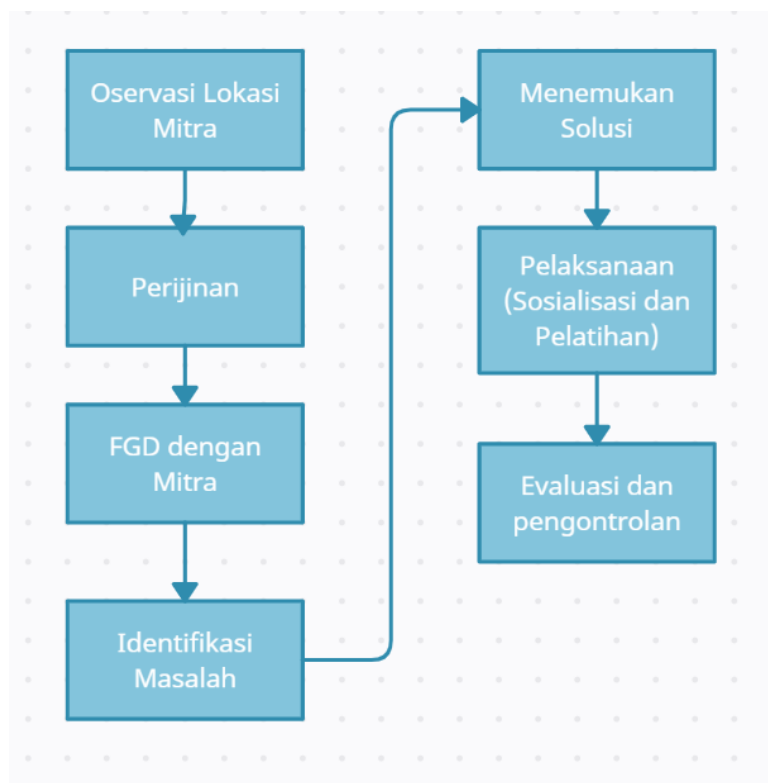 Oservasi Lokasi
Mitra
Perijinan
FGD dengan
Mitra
Identifikasi
Masalah
Menemukan
Solusi
Pelaksanaan
(Sosialisasi dan
Pelatihan)
Evaluasi dan
pengontrolan